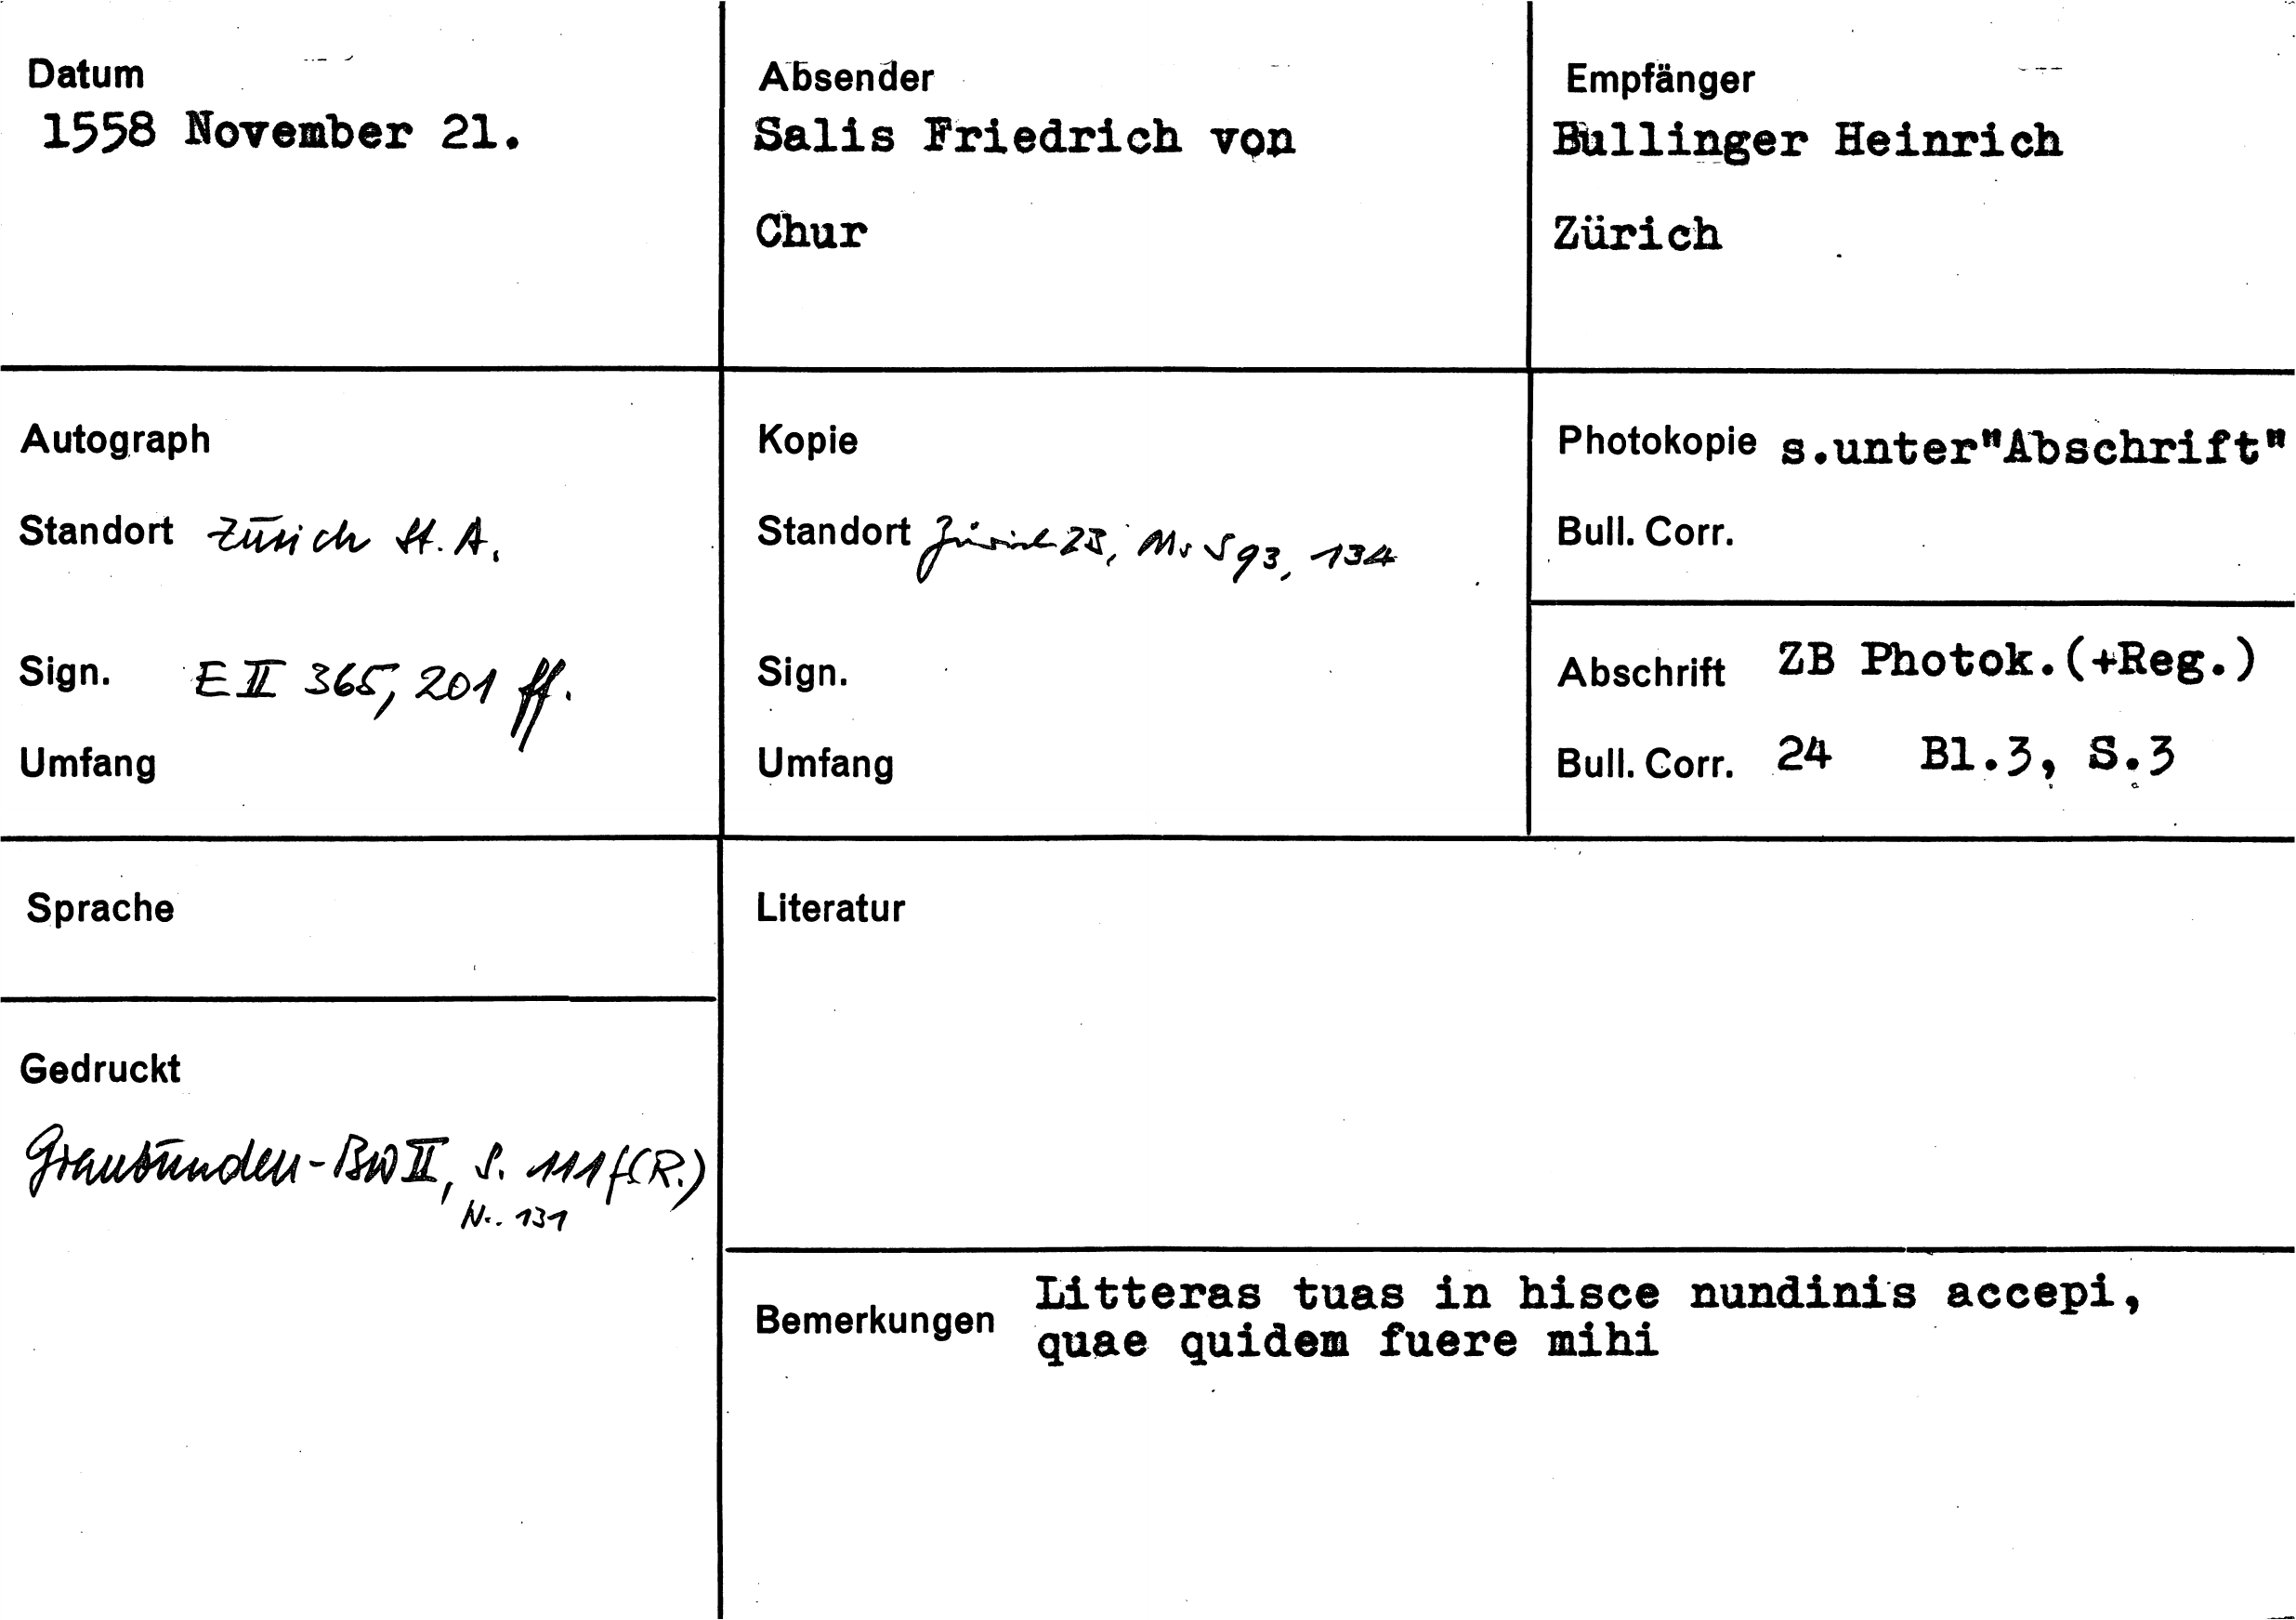 Datum
1558 November 21.
Absender
Salis Friedrich von
Chur
Empfänger
Bullinger Heinrich
Zürich
Autograph
Standort Zürich St. A.
Sign. E II 365, 201 ff.
Umfang
Kopie
Standort Zürich ZB, Ms S 93, 134
Sign.
Umfang
Photokopie s.unter"Abschrift"
Bull. Corr.
Abschrift ZB Photok.(+Reg.)
Bull. Corr. 24 Bl.3, S.3
Sprache
Gedruckt
Graubünden-BW II, S. 111 f (R.)
Nr. 131
Literatur
Bemerkungen Litteras tuas in hisce nundinis accepi,
quae quidem fuere mihi